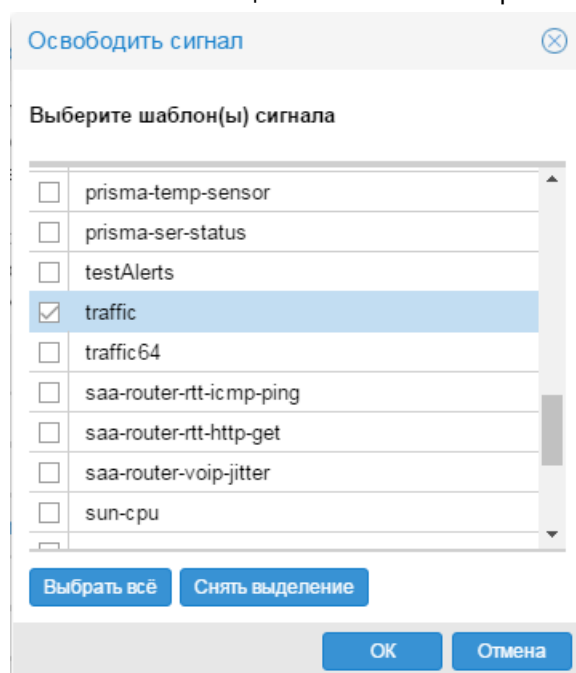 Освободить сигнал
Выберите шаблон(ы) сигнала
prisma-temp-sensor
prisma-ser-status
testAlerts
traffic
traffic64
saa-router-rtt-icmp-ping
saa-router-rtt-http-get
saa-router-voip-jitter
sun-cpu
Выбрать всё Снять выделение
ОК Отмена